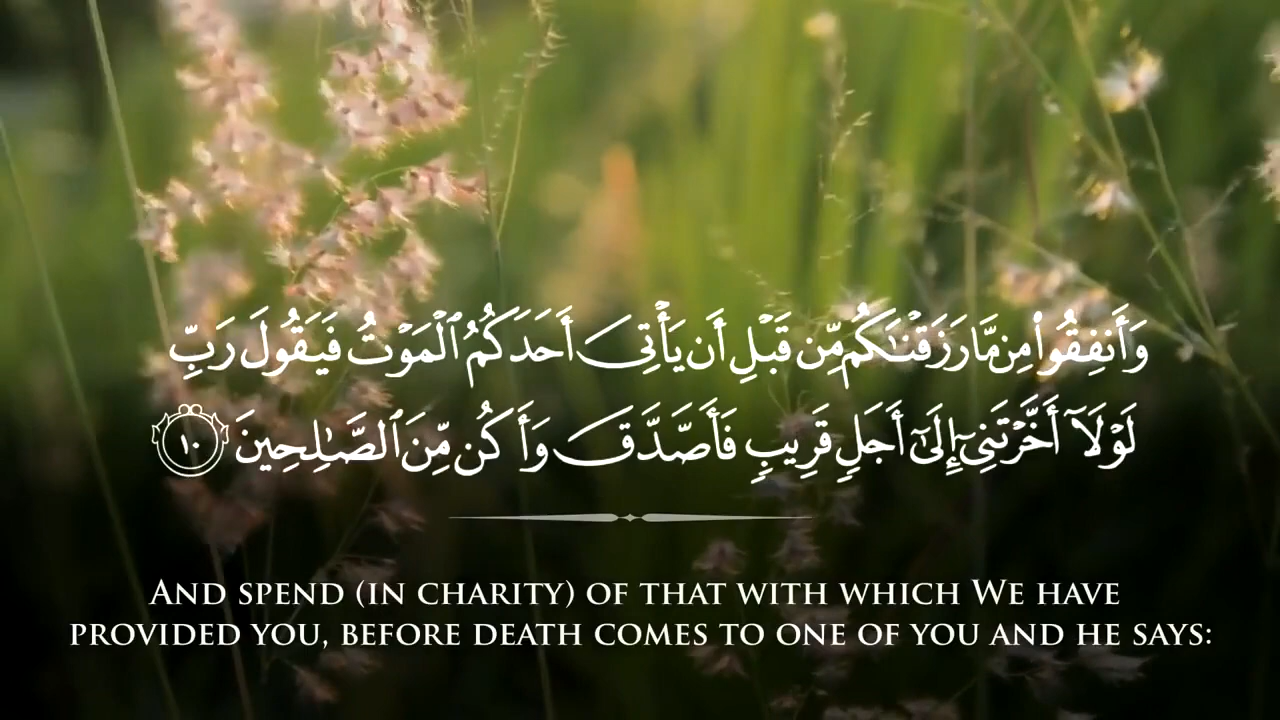 وَأَنفِقُوا۟ مِن مَّا رَزَقْنَـٰكُم مِّن قَبْلِ أَن يَأْتِىَ أَحَدَكُمُ ٱلْمَوْتُ فَيَقُولَ رَبِّ
لَوْلَآ أَخَّرْتَنِىٓ إِلَىٰٓ أَجَلٍ قَرِيبٍ فَأَصَّدَّقَ وَأَكُن مِّنَ ٱلصَّـٰلِحِينَ ١٠
And spend (in charity) of that with which We have
provided you, before death comes to one of you and he says: